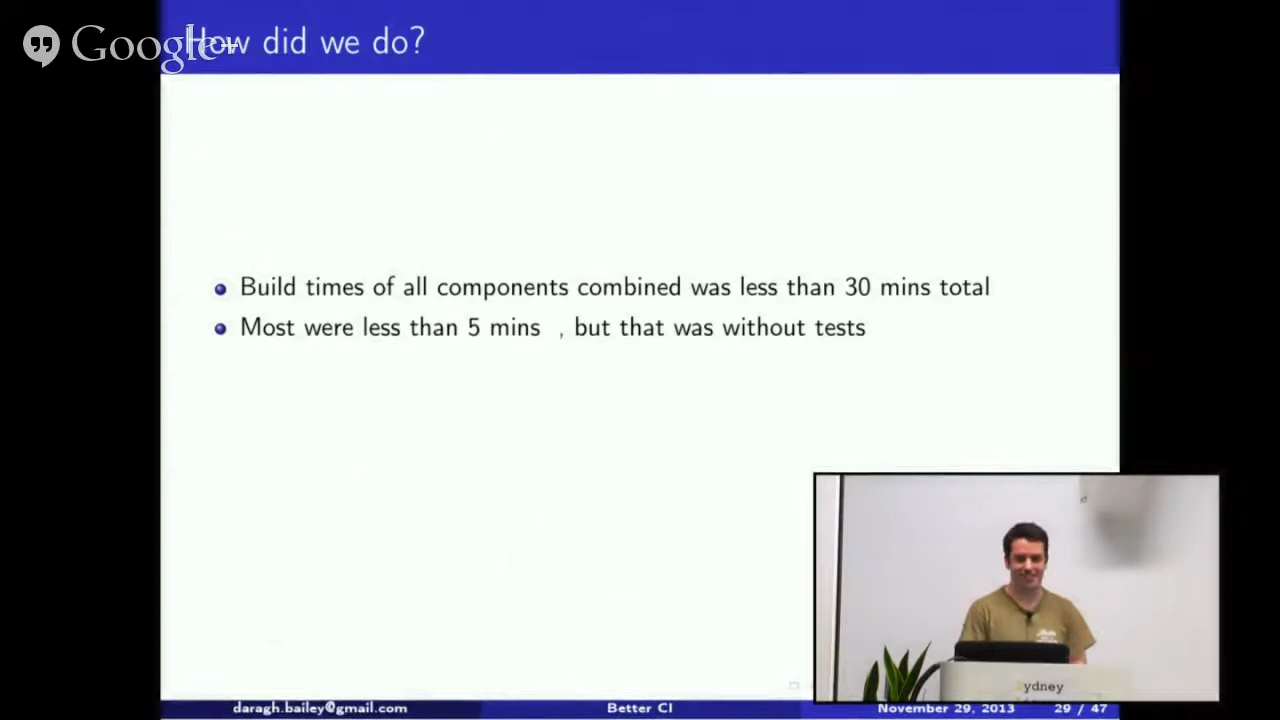 Google+
How did we do?
Build times of all components combined was less than 30 mins total
Most were less than 5 mins , but that was without tests
ydney
daragh.bailey@gmail.com Better CI November 29, 2013 29 / 47